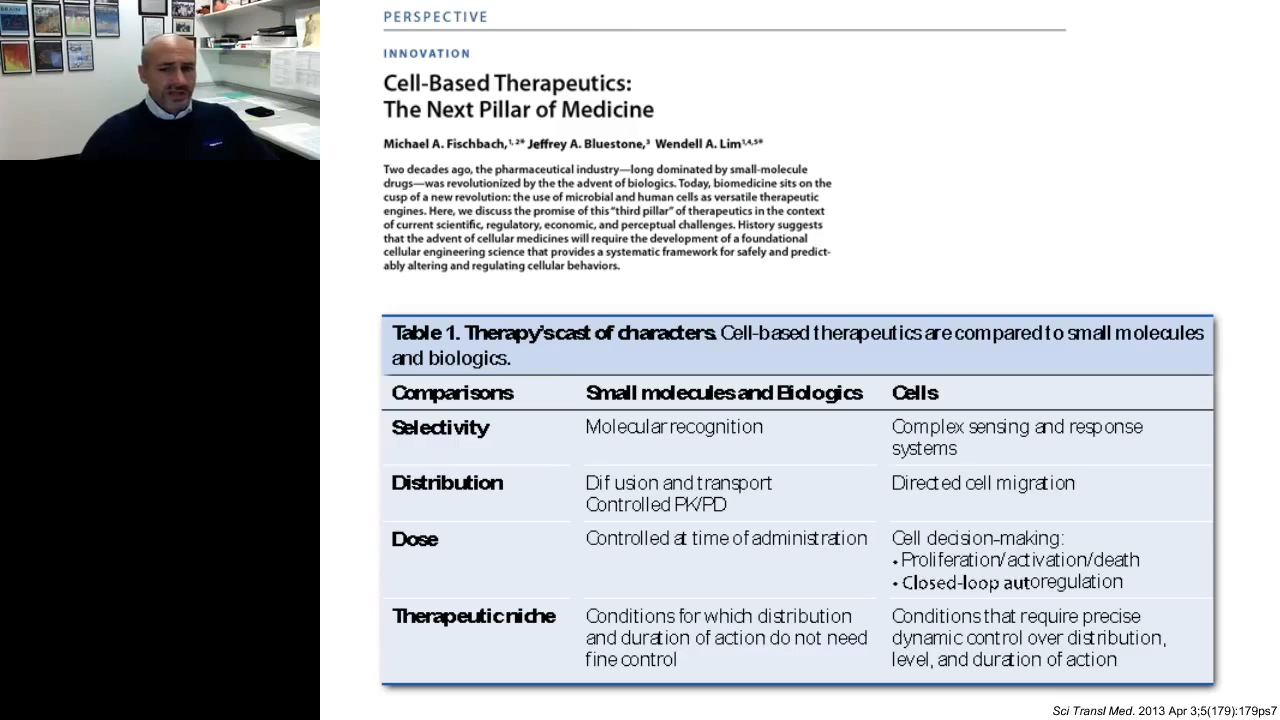 PERSPECTIVE
INNOVATION
Cell-Based Therapeutics:
The Next Pillar of Medicine
Michael A. Fischbach,1,2* Jeffrey A. Bluestone,3 Wendell A. Lim1,4,5*
Two decades ago, the pharmaceutical industry—long dominated by small-molecule
drugs—was revolutionized by the the advent of biologics. Today, biomedicine sits on the
cusp of a new revolution: the use of microbial and human cells as versatile therapeutic
engines. Here, we discuss the promise of this “third pillar” of therapeutics in the context
of current scientific, regulatory, economic, and perceptual challenges. History suggests
that the advent of cellular medicines will require the development of a foundational
cellular engineering science that provides a systematic framework for safely and predict-
ably altering and regulating cellular behaviors.
Table 1. Therapy's cast of characters. Cell-based therapeutics are compared to small molecules
and biologics.
Comparisons Small molecules and Biologics Cells
Selectivity Molecular recognition Complex sensing and response
systems
Distribution Dif usion and transport Directed cell migration
Controlled PK/PD
Dose Controlled at time of administration Cell decision-making:
• Proliferation/activation/death
• Closed-loop autoregulation
Therapeutic niche Conditions for which distribution Conditions that require precise
and duration of action do not need dynamic control over distribution,
fine control level, and duration of action
Sci Transl Med. 2013 Apr 3;5(179):179ps7